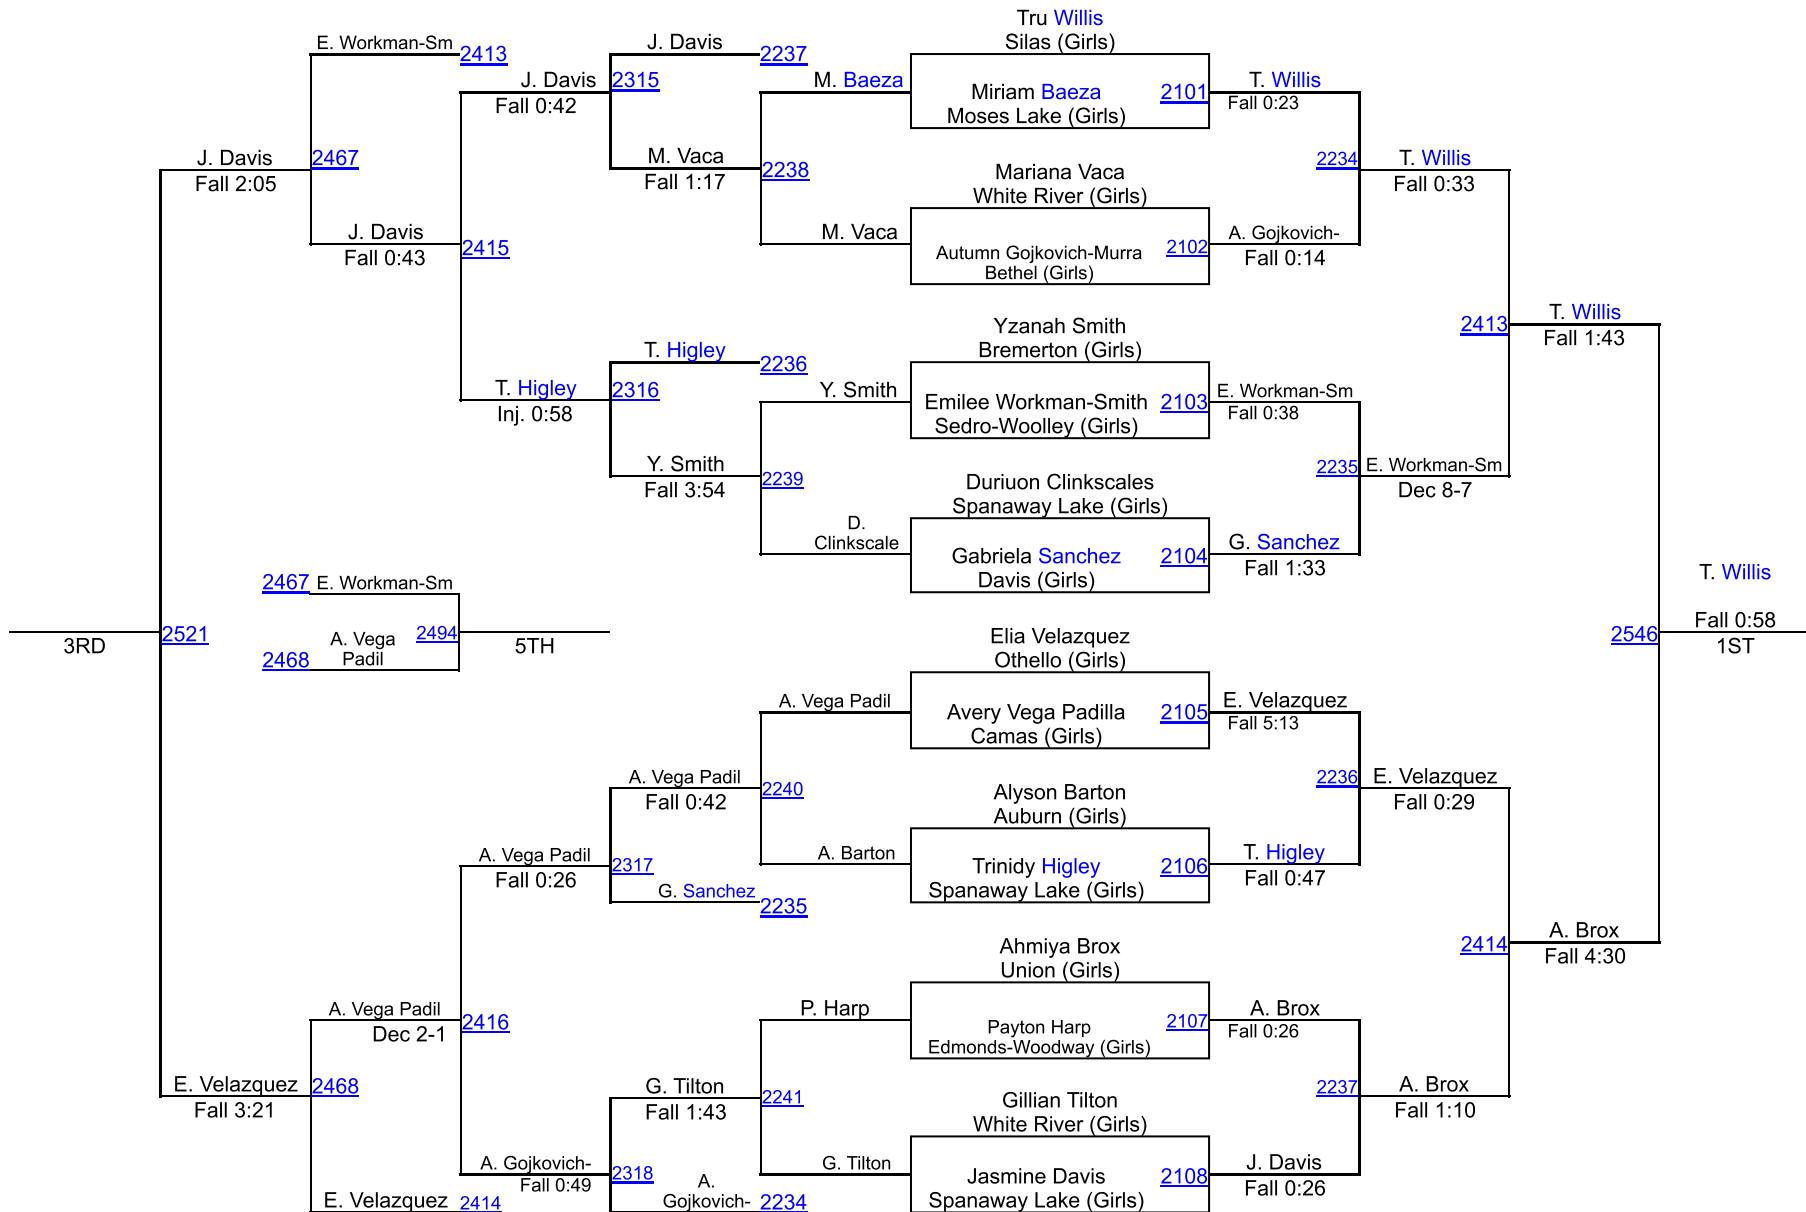 Tru Willis
Silas (Girls)
E. Workman-Sm
2413
J. Davis
2237
J. Davis
2315
Fall 0:42
M. Baeza
Miriam Baeza
Moses Lake (Girls)
2101
T. Willis
Fall 0:23
J. Davis
Fall 2:05
2467
M. Vaca
Fall 1:17
2238
Mariana Vaca
White River (Girls)
2234
T. Willis
Fall 0:33
J. Davis
Fall 0:43
2415
M. Vaca
Autumn Gojkovich-Murra
Bethel (Girls)
2102
A. Gojkovich-
Fall 0:14
Yzanah Smith
Bremerton (Girls)
2413
T. Willis
Fall 1:43
T. Higley
2236
T. Higley
Inj. 0:58
2316
Y. Smith
Emilee Workman-Smith
Sedro-Woolley (Girls)
2103
E. Workman-Sm
Fall 0:38
Y. Smith
Fall 3:54
2239
Duriuon Clinkscales
Spanaway Lake (Girls)
2235
E. Workman-Sm
Dec 8-7
D.
Clinkscale
Gabriela Sanchez
Davis (Girls)
2104
G. Sanchez
Fall 1:33
2467
E. Workman-Sm
3RD
2521
2468
A. Vega
Padil
2494
5TH
T. Willis
Fall 0:58
2546
1ST
Elia Velazquez
Othello (Girls)
A. Vega Padil
Avery Vega Padilla
Camas (Girls)
2105
E. Velazquez
Fall 5:13
A. Vega Padil
Fall 0:42
2240
Alyson Barton
Auburn (Girls)
2236
E. Velazquez
Fall 0:29
A. Vega Padil
Fall 0:26
2317
A. Barton
Trinidy Higley
Spanaway Lake (Girls)
2106
T. Higley
Fall 0:47
G. Sanchez
2235
Ahmiya Brox
Union (Girls)
2414
A. Brox
Fall 4:30
A. Vega Padil
Dec 2-1
2416
P. Harp
Payton Harp
Edmonds-Woodway (Girls)
2107
A. Brox
Fall 0:26
E. Velazquez
Fall 3:21
2468
G. Tilton
Fall 1:43
2241
Gillian Tilton
White River (Girls)
2237
A. Brox
Fall 1:10
A. Gojkovich-
Fall 0:49
2318
G. Tilton
Jasmine Davis
Spanaway Lake (Girls)
2108
J. Davis
Fall 0:26
E. Velazquez
2414
A.
Gojkovich-
2234